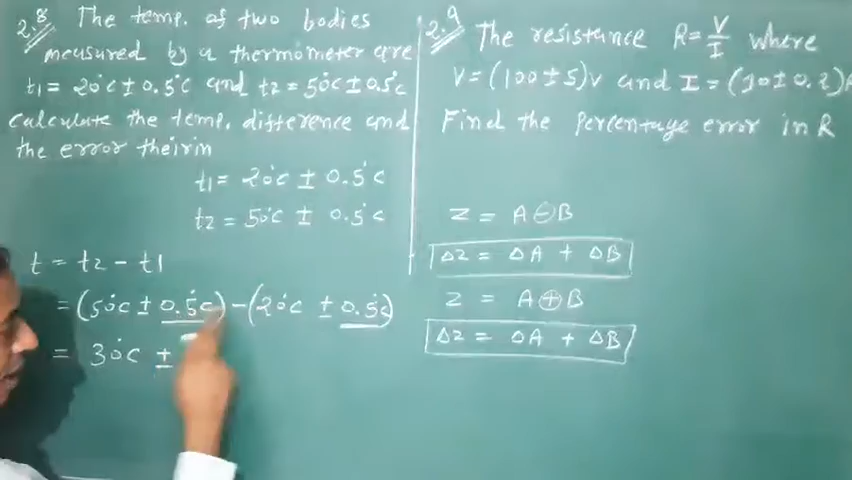 2.8 The temp. of two bodies
measured by a thermometer are
t1 = 20°c ± 0.5°c and t2 = 50°c ± 0.5°c
calculate the temp. difference and
the error theirin
t1 = 20°c ± 0.5°c
t2 = 50°c ± 0.5°c
t = t2 - t1
= (50°c ± 0.5°c) - (20°c ± 0.5°c)
= 30°c ±
2.9 The resistance R = V/I where
V = (100 ± 5)v and I = (10 ± 0.2)A
Find the percentage error in R
Z = A ⊖ B
ΔZ = ΔA + ΔB
Z = A ⊕ B
ΔZ = ΔA + ΔB